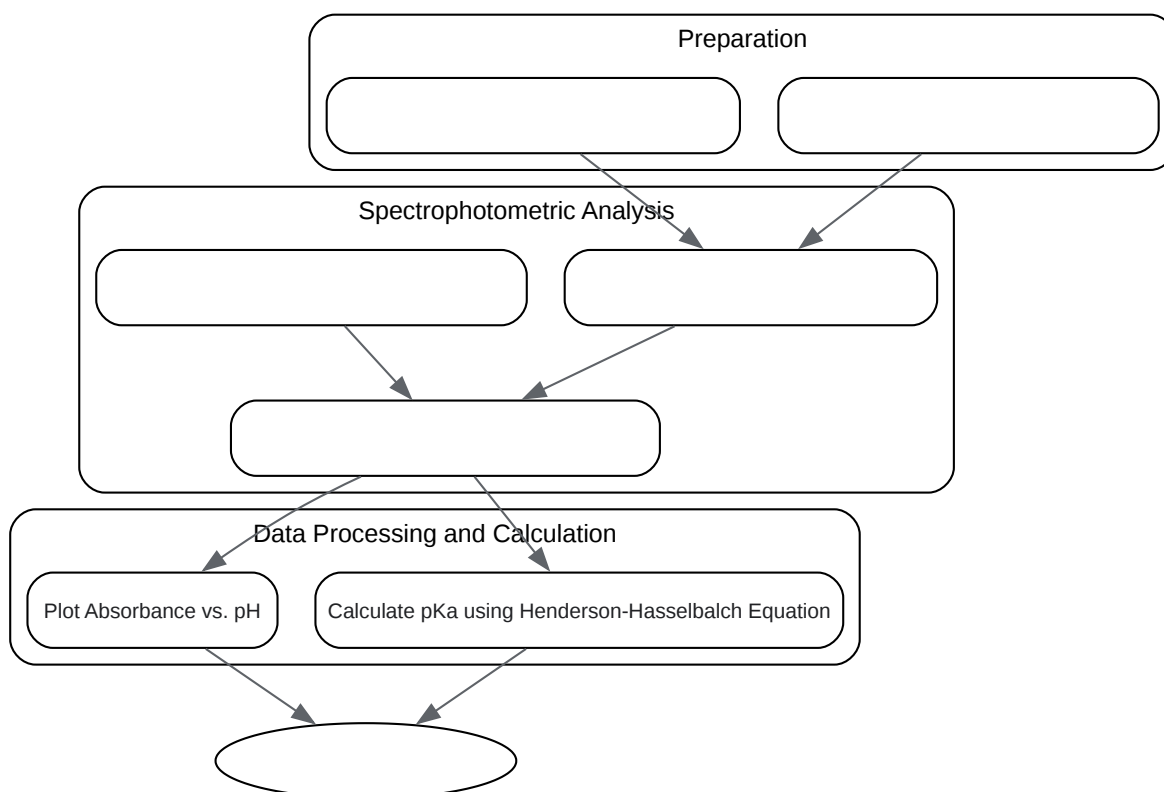 Preparation
Spectrophotometric Analysis
Data Processing and Calculation
Plot Absorbance vs. pH
Calculate pKa using Henderson-Hasselbalch Equation